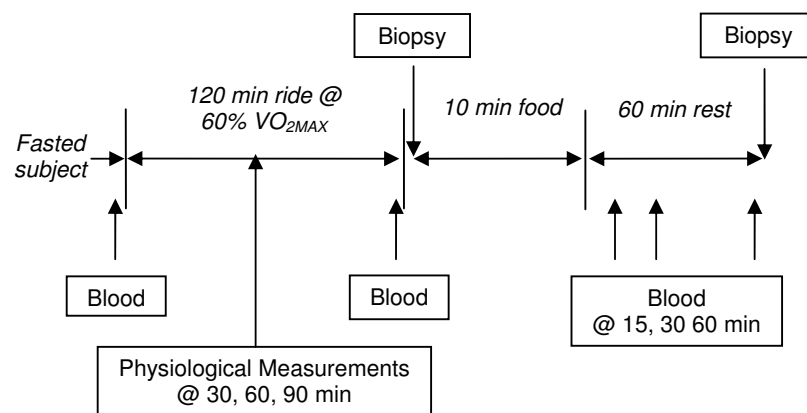 Biopsy
Biopsy
120 min ride @
60% VO2MAX
10 min food
60 min rest
Fasted
subject
Blood
Blood
Blood
@ 15, 30 60 min
Physiological Measurements
@ 30, 60, 90 min